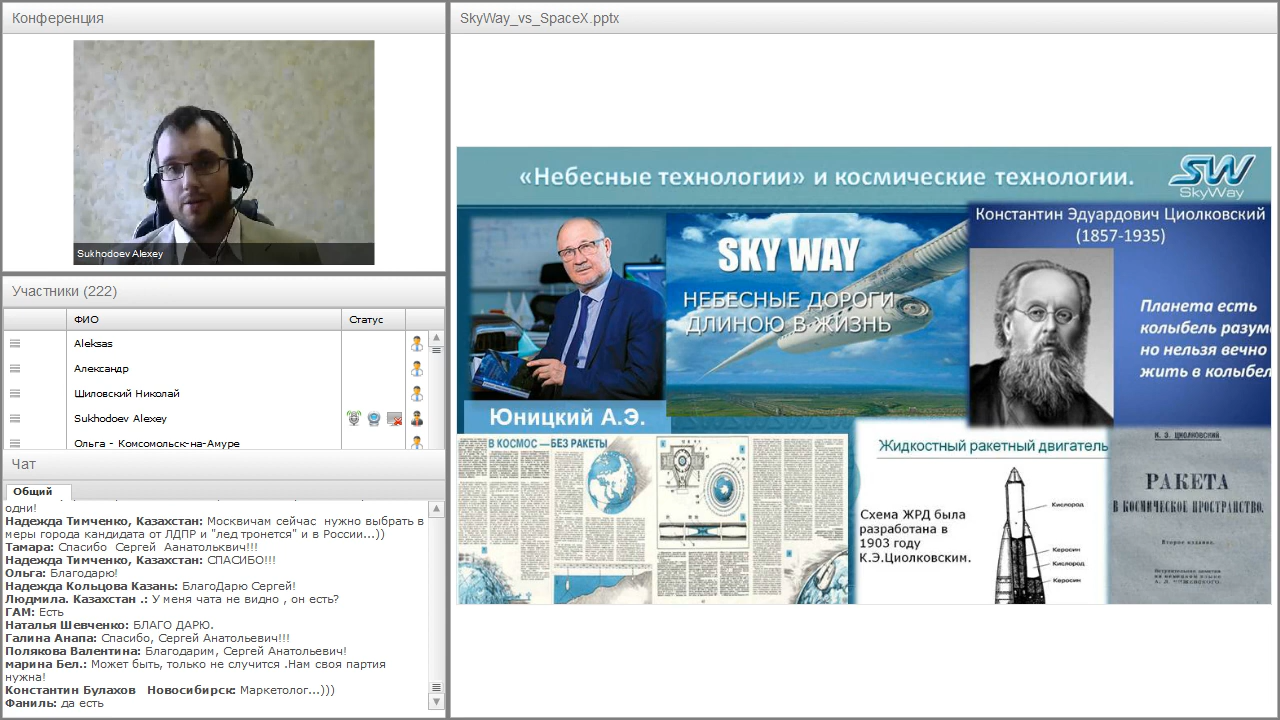 Конференция
Sukhodoev Alexey
Участники (222)
ФИО
Статус
Aleksas
Александр
Шиловский Николай
Sukhodoev Alexey
Ольга - Комсомольск-на-Амуре
Чат
Общий
одни!
Надежда Тимченко, Казахстан: Москвичам сейчас нужно выбрать в
меры города кандидата от ЛДПР и "лед тронется" и в России...))
Тамара: Спасибо Сергей Аанатольквич!!!
Надежда Тимченко, Казахстан: СПАСИБО!!!
Ольга: Благодарю!
Надежда Кольцова Казань: БлагоДарю Сергей!
Людмила. Казахстан .: У меня чата не видно , он есть?
ГАМ: Есть
Наталья Шевченко: БЛАГО ДАРЮ.
Галина Анапа: Спасибо, Сергей Анатольевич!!!
Полякова Валентина: Благодарим, Сергей Анатольевич!
марина Бел.: Может быть, только не случится .Нам своя партия
нужна!
Константин Булахов Новосибирск: Маркетолог...)))
Фаниль: да есть
SkyWay_vs_SpaceX.pptx
«Небесные технологии» и космические технологии.
SW
SkyWay
Юницкий А.Э.
SKY WAY
НЕБЕСНЫЕ ДОРОГИ
ДЛИНОЮ В ЖИЗНЬ
Константин Эдуардович Циолковский
(1857-1935)
Планета есть
колыбель разум
но нельзя вечно
жить в колыбел
В КОСМОС — БЕЗ РАКЕТЫ
Жидкостный ракетный двигатель
Схема ЖРД была
разработана в
1903 году
К.Э.Циолковским.
Кислород
Керосин
Кислород
Керосин
К. Э. ЦИОЛКОВСКИЙ
РАКЕТА
В КОСМИЧЕСКОЕ ПРОСТРАНСТВО.
Второе издание.